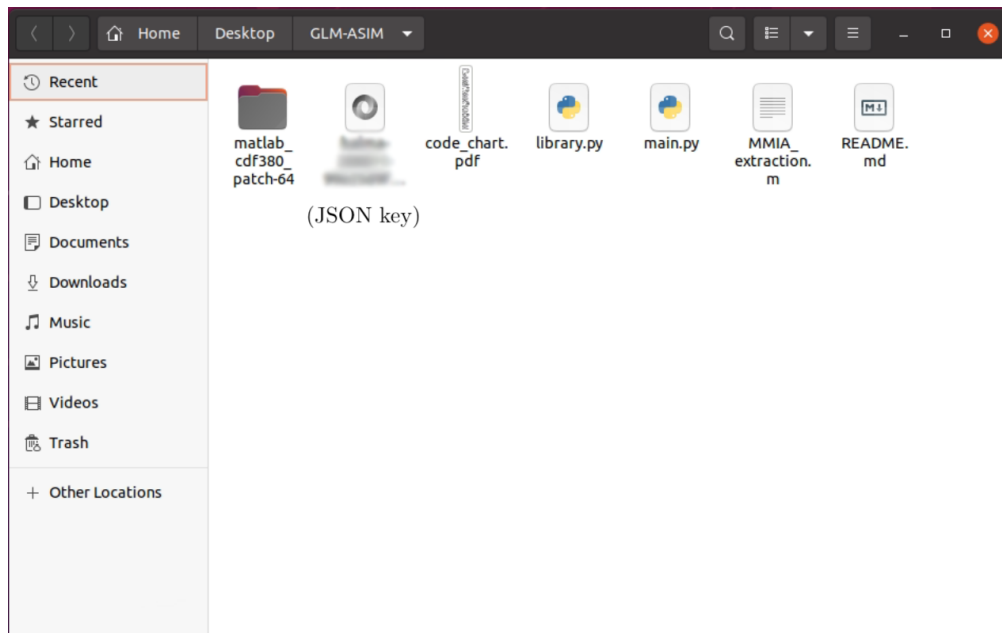 Home Desktop GLM-ASIM
Recent
Starred
Home
Desktop
Documents
Downloads
Music
Pictures
Videos
Trash
Other Locations
matlab_
cdf380_
patch-64
(JSON key)
code_chart.
pdf
library.py
main.py
MMIA_
extraction.
m
README.
md